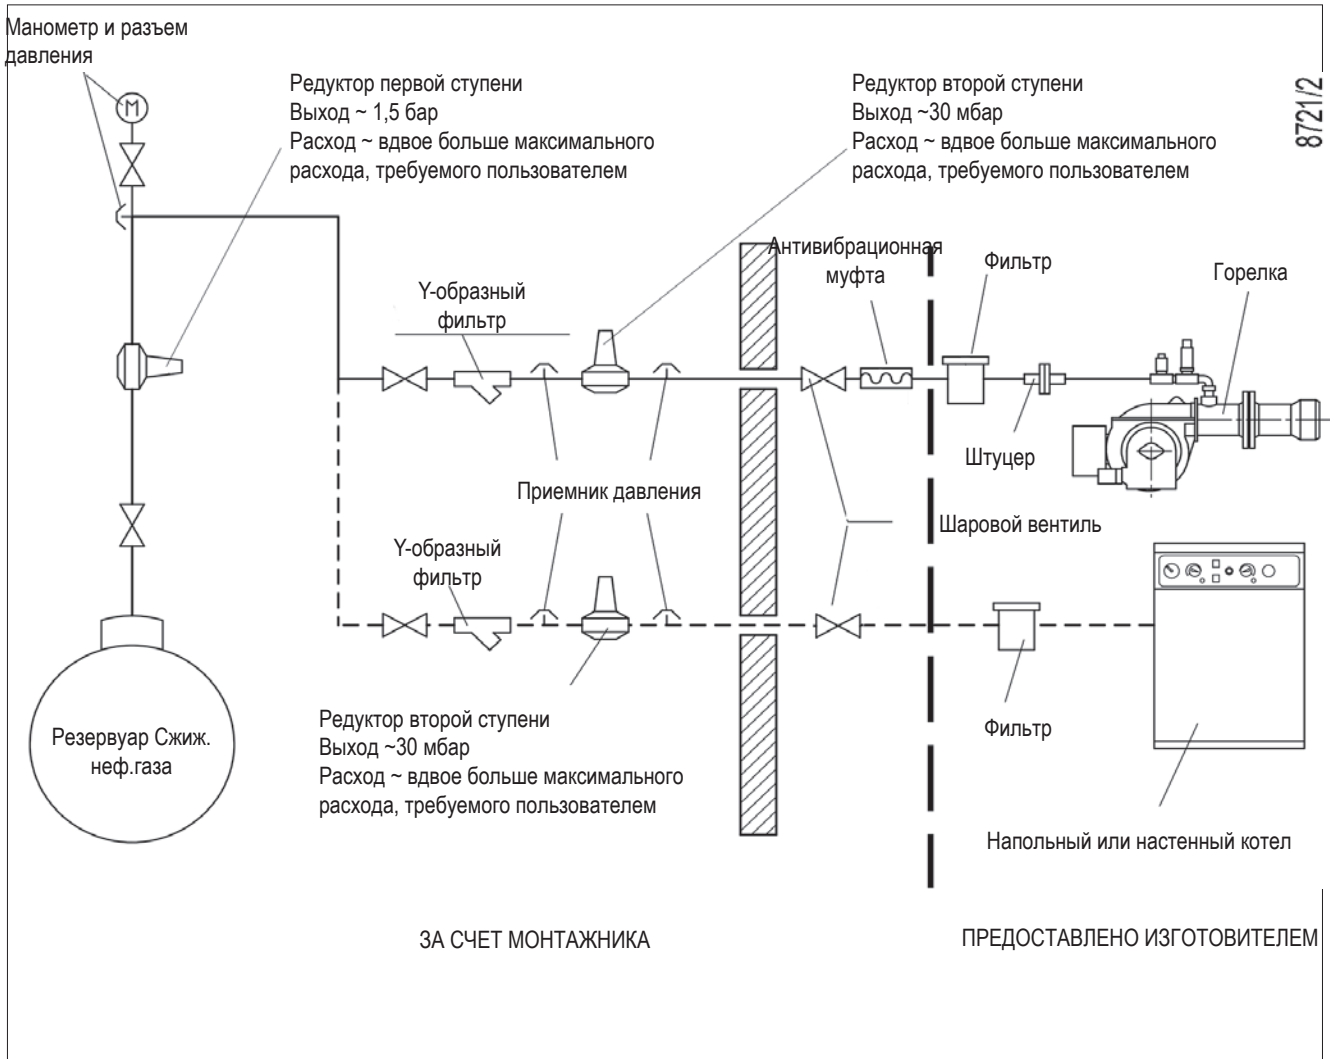 Манометр и разъем
давления
М
Редуктор первой ступени
Выход ~ 1,5 бар
Расход ~ вдвое больше максимального
расхода, требуемого пользователем
Редуктор второй ступени
Выход ~30 мбар
Расход ~ вдвое больше максимального
расхода, требуемого пользователем
8721/2
Антивибрационная
муфта
Фильтр
Горелка
Y-образный
фильтр
Штуцер
Приемник давления
Шаровой вентиль
Y-образный
фильтр
Редуктор второй ступени
Выход ~30 мбар
Расход ~ вдвое больше максимального
расхода, требуемого пользователем
Резервуар Сжиж.
неф.газа
Фильтр
Напольный или настенный котел
ЗА СЧЕТ МОНТАЖНИКА
ПРЕДОСТАВЛЕНО ИЗГОТОВИТЕЛЕМ